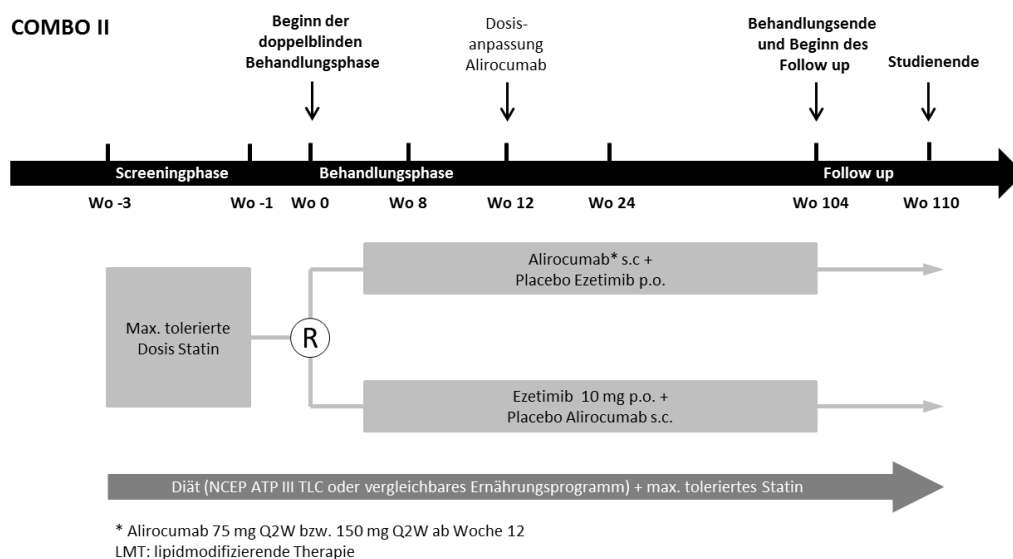 COMBO II
Beginn der
doppelblinden
Behandlungsphase
Dosis-
anpassung
Alirocumab
Behandlungsende
und Beginn des
Follow up
Studienende
Screeningphase
Behandlungsphase
Follow up
Wo -3
Wo -1
Wo 0
Wo 8
Wo 12
Wo 24
Wo 104
Wo 110
Max. tolerierte
Dosis Statin
R
Alirocumab* s.c +
Placebo Ezetimib p.o.
Ezetimib 10 mg p.o. +
Placebo Alirocumab s.c.
Diät (NCEP ATP III TLC oder vergleichbares Ernährungsprogramm) + max. toleriertes Statin
* Alirocumab 75 mg Q2W bzw. 150 mg Q2W ab Woche 12
LMT: lipidmodifizierende Therapie